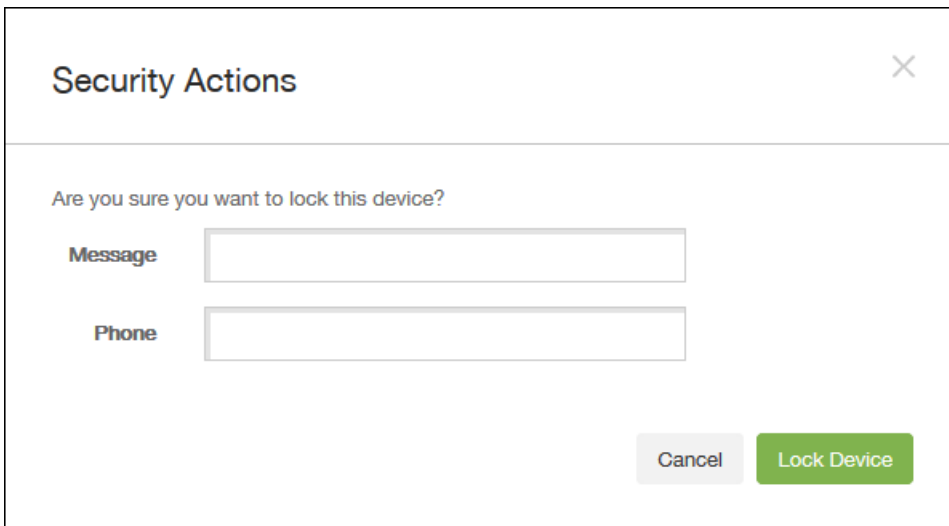 Security Actions
Are you sure you want to lock this device?
Message
Phone
Cancel Lock Device